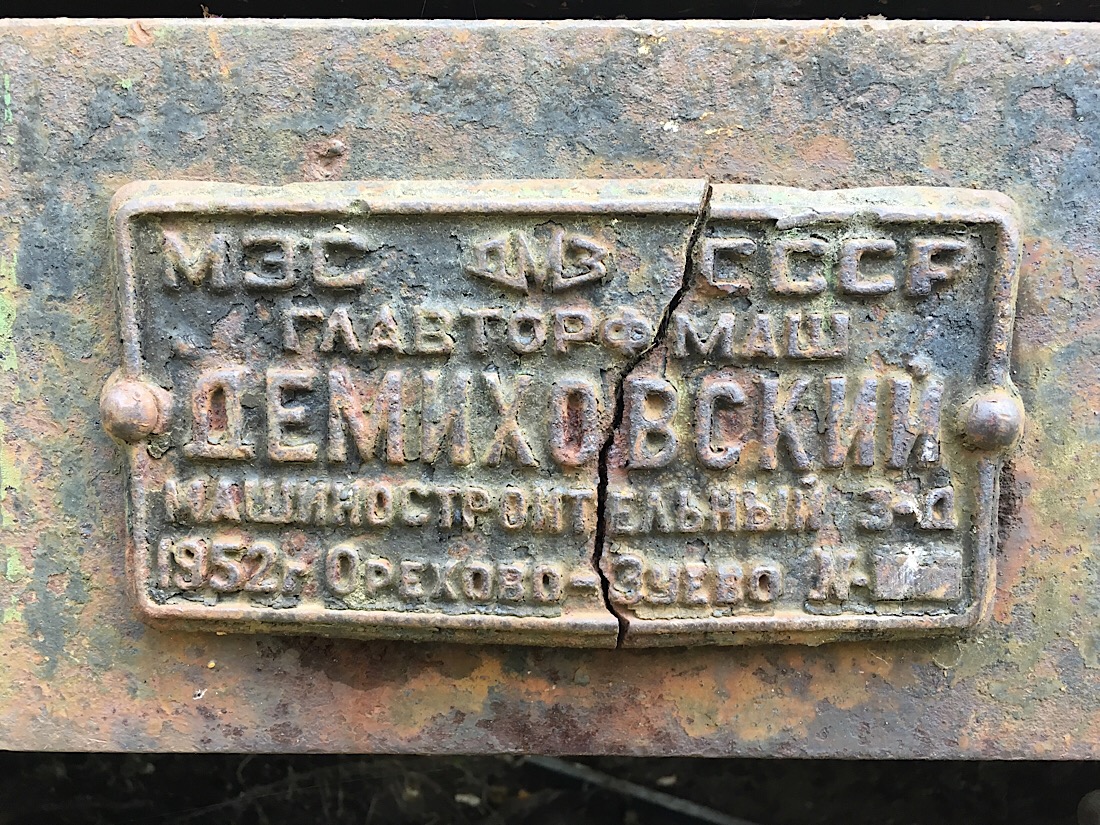 МЭС ДМЗ СССР
ГЛАВТОРФМАШ
ДЕМИХОВСКИЙ
МАШИНОСТРОИТЕЛЬНЫЙ З-Д
1952г. ОРЕХОВО-ЗУЕВО №